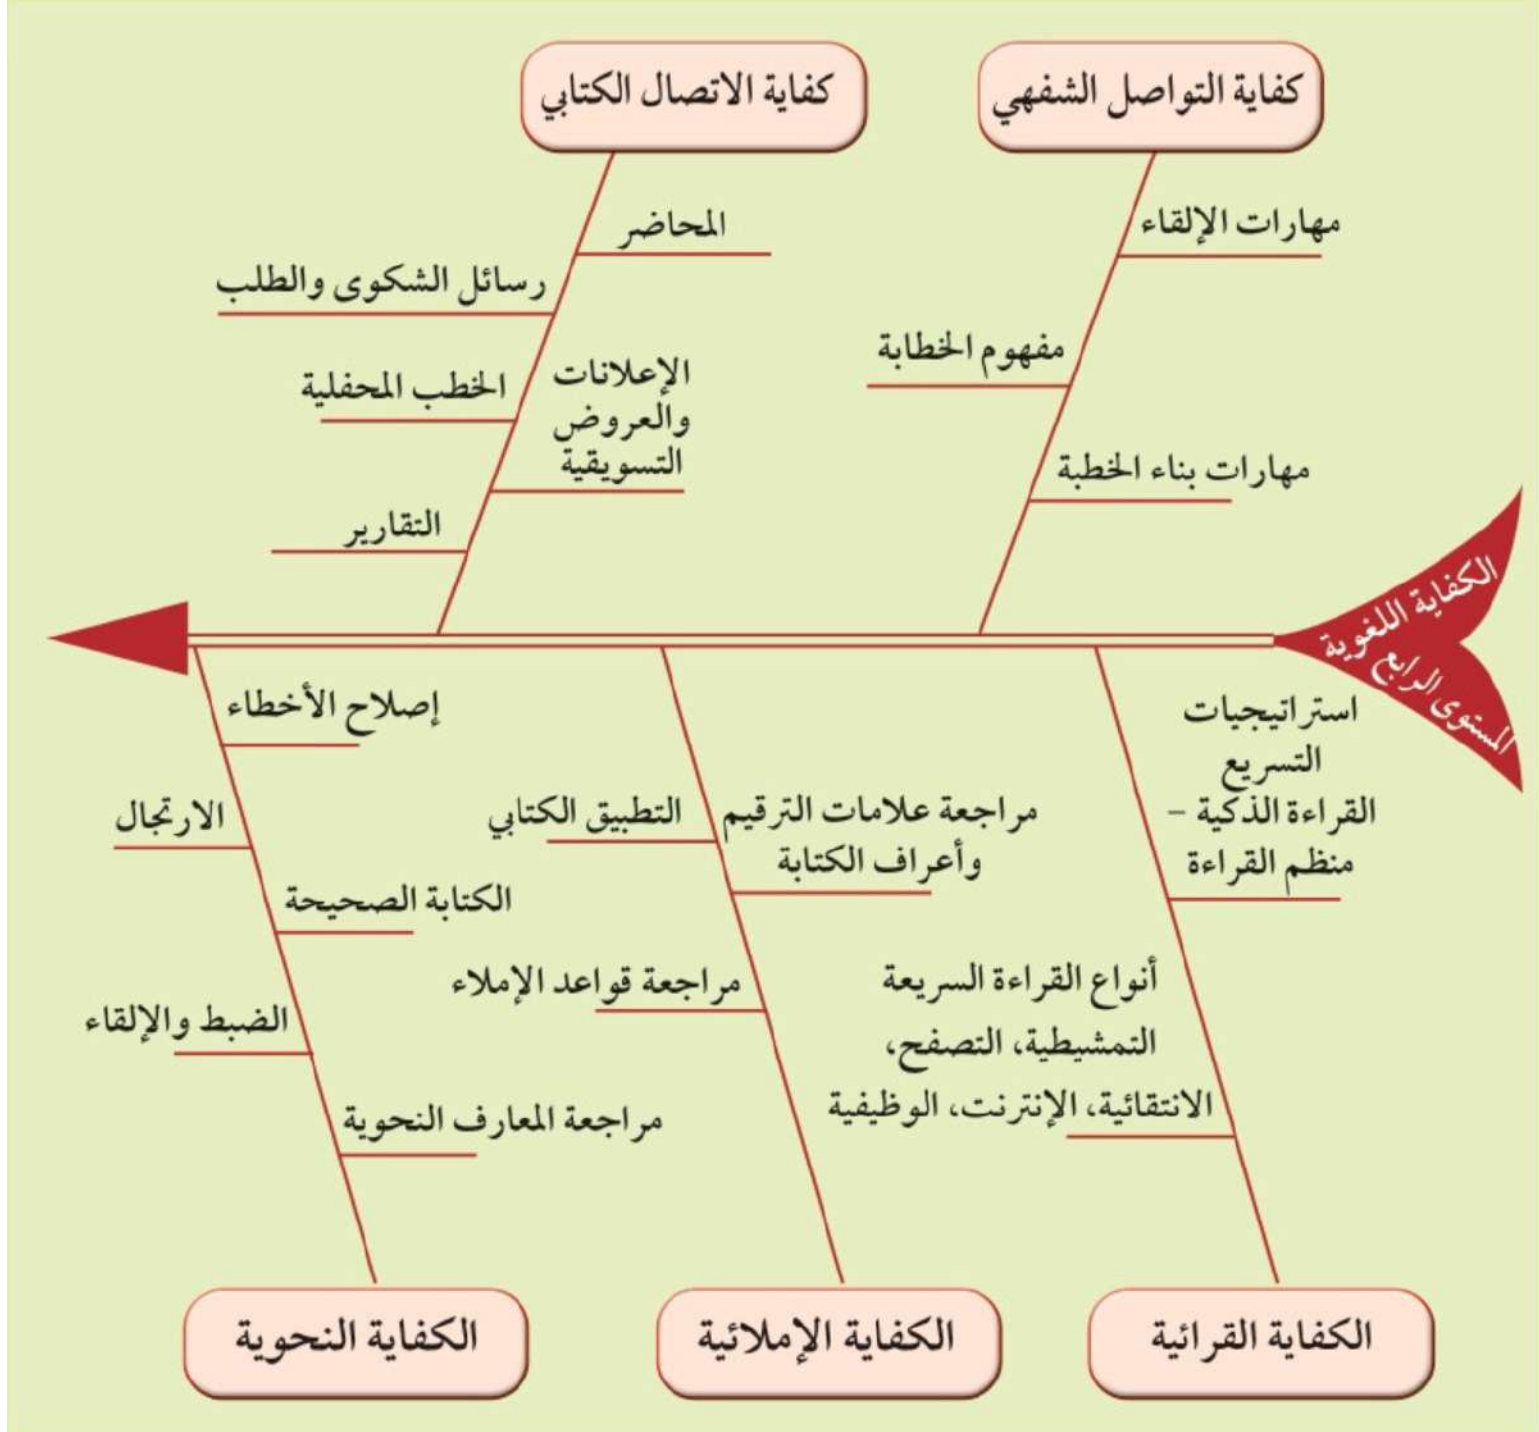 كفاية التواصل الشفهي
مهارات الإلقاء
مفهوم الخطابة
مهارات بناء الخطبة
كفاية الاتصال الكتابي
المحاضر
رسائل الشكوى والطلب
الإعلانات
والعروض
التسويقية
الخطب المحفلية
التقارير
الكفاية اللغوية
المستوى الرابع
استراتيجيات
التسريع
القراءة الذكية –
منظم القراءة
أنواع القراءة السريعة
التمشيطية، التصفح،
الانتقائية، الإنترنت، الوظيفية
الكفاية القرائية
مراجعة علامات الترقيم
وأعراف الكتابة
التطبيق الكتابي
مراجعة قواعد الإملاء
الكفاية الإملائية
إصلاح الأخطاء
الارتجال
الكتابة الصحيحة
الضبط والإلقاء
مراجعة المعارف النحوية
الكفاية النحوية